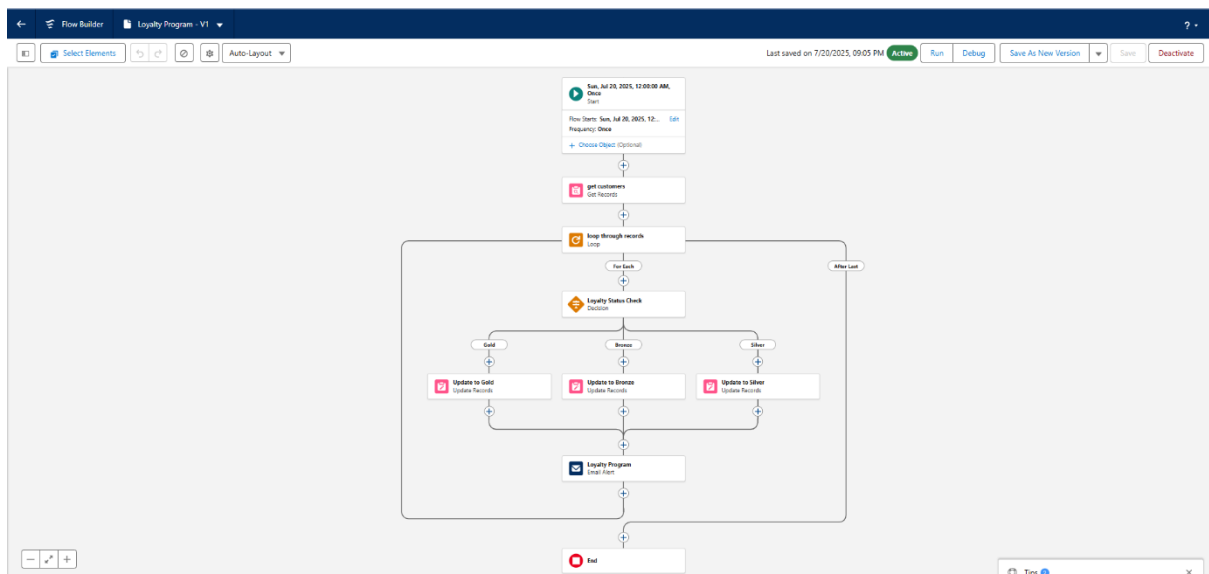 Flow Builder
Loyalty Program - V1
?
Select Elements
Auto-Layout
Last saved on 7/20/2025, 09:05 PM
Active
Run
Debug
Save As New Version
Save
Deactivate
Sun, Jul 20, 2025, 12:00:00 AM,
Once
Start
Flow Starts: Sun, Jul 20, 2025, 12:...
Edit
Frequency: Once
+ Choose Object (Optional)
get customers
Get Records
loop through records
Loop
For Each
After Last
Loyalty Status Check
Decision
Gold
Bronze
Silver
Update to Gold
Update Records
Update to Bronze
Update Records
Update to Silver
Update Records
Loyalty Program
Email Alert
End
Tips